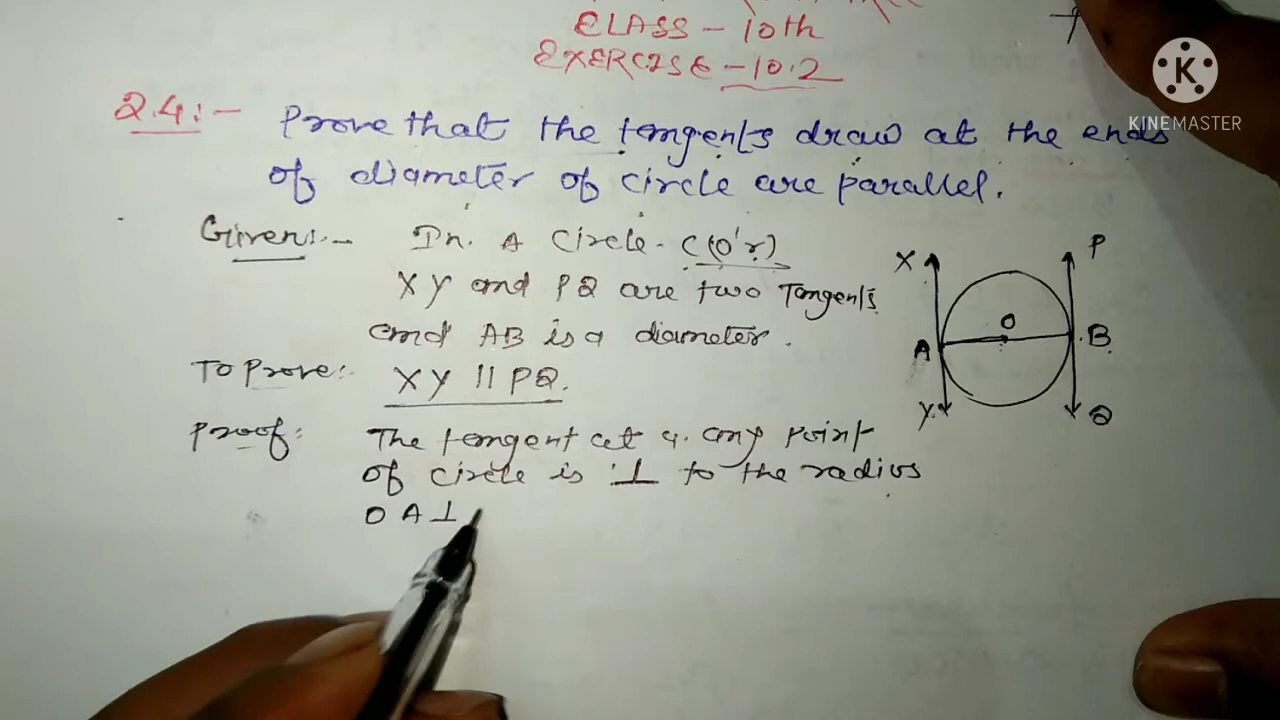 CLASS - 10th
EXERCISE - 10.2
K
KINEMASTER
Q.4:- Prove that the tangents draw at the ends
of diameter of circle are parallel.
Given:- In. A Circle - C(O'r)
XY and PQ are two Tangents
and AB is a diameter.
To Prove:- XY || PQ.
Proof: The tangent at a any point
of circle is ⊥ to the radius
OA ⊥
X P
O
A B
Y Q